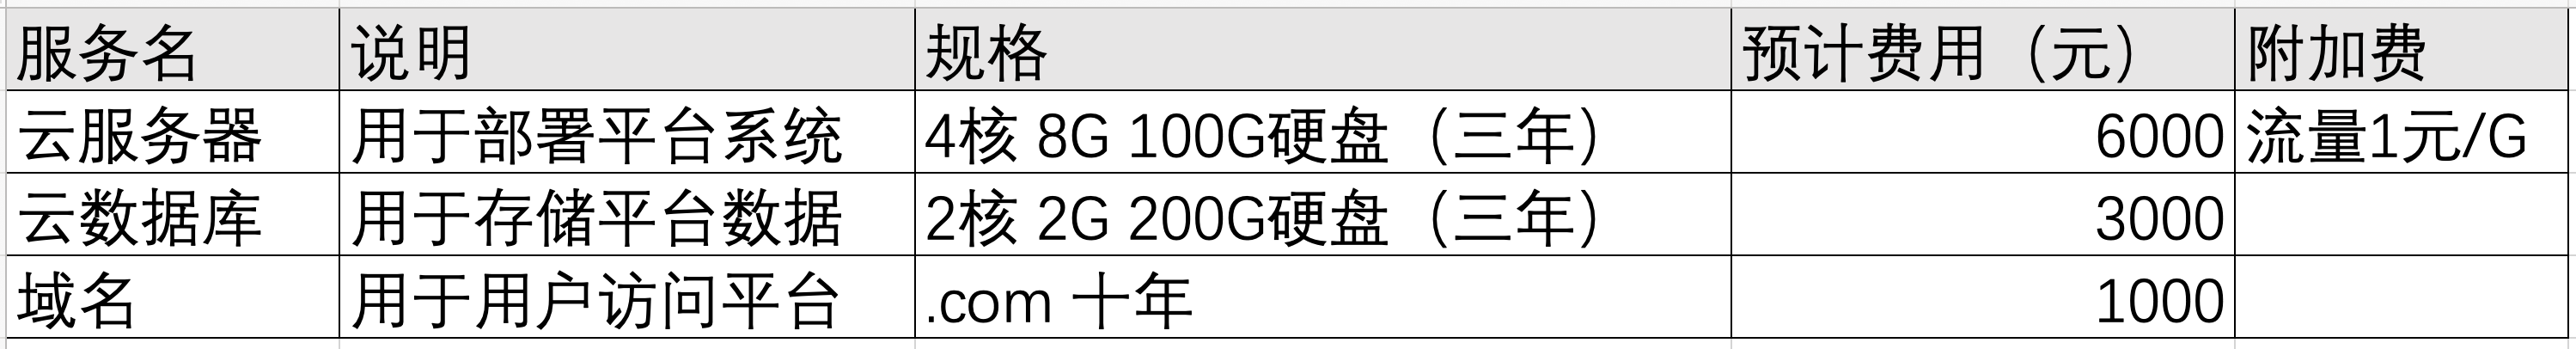 服务名 说明 规格 预计费用（元） 附加费
云服务器 用于部署平台系统 4核 8G 100G硬盘（三年） 6000 流量1元/G
云数据库 用于存储平台数据 2核 2G 200G硬盘（三年） 3000
域名 用于用户访问平台 .com 十年 1000